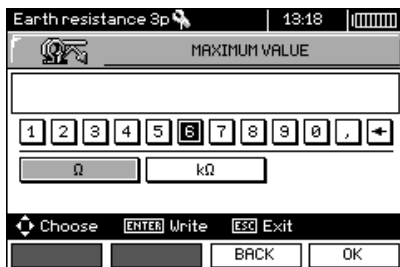 Earth resistance 3p 13:18
MAXIMUM VALUE
1 2 3 4 5 6 7 8 9 0 , ←
Ω kΩ
Choose ENTER Write ESC Exit
BACK OK